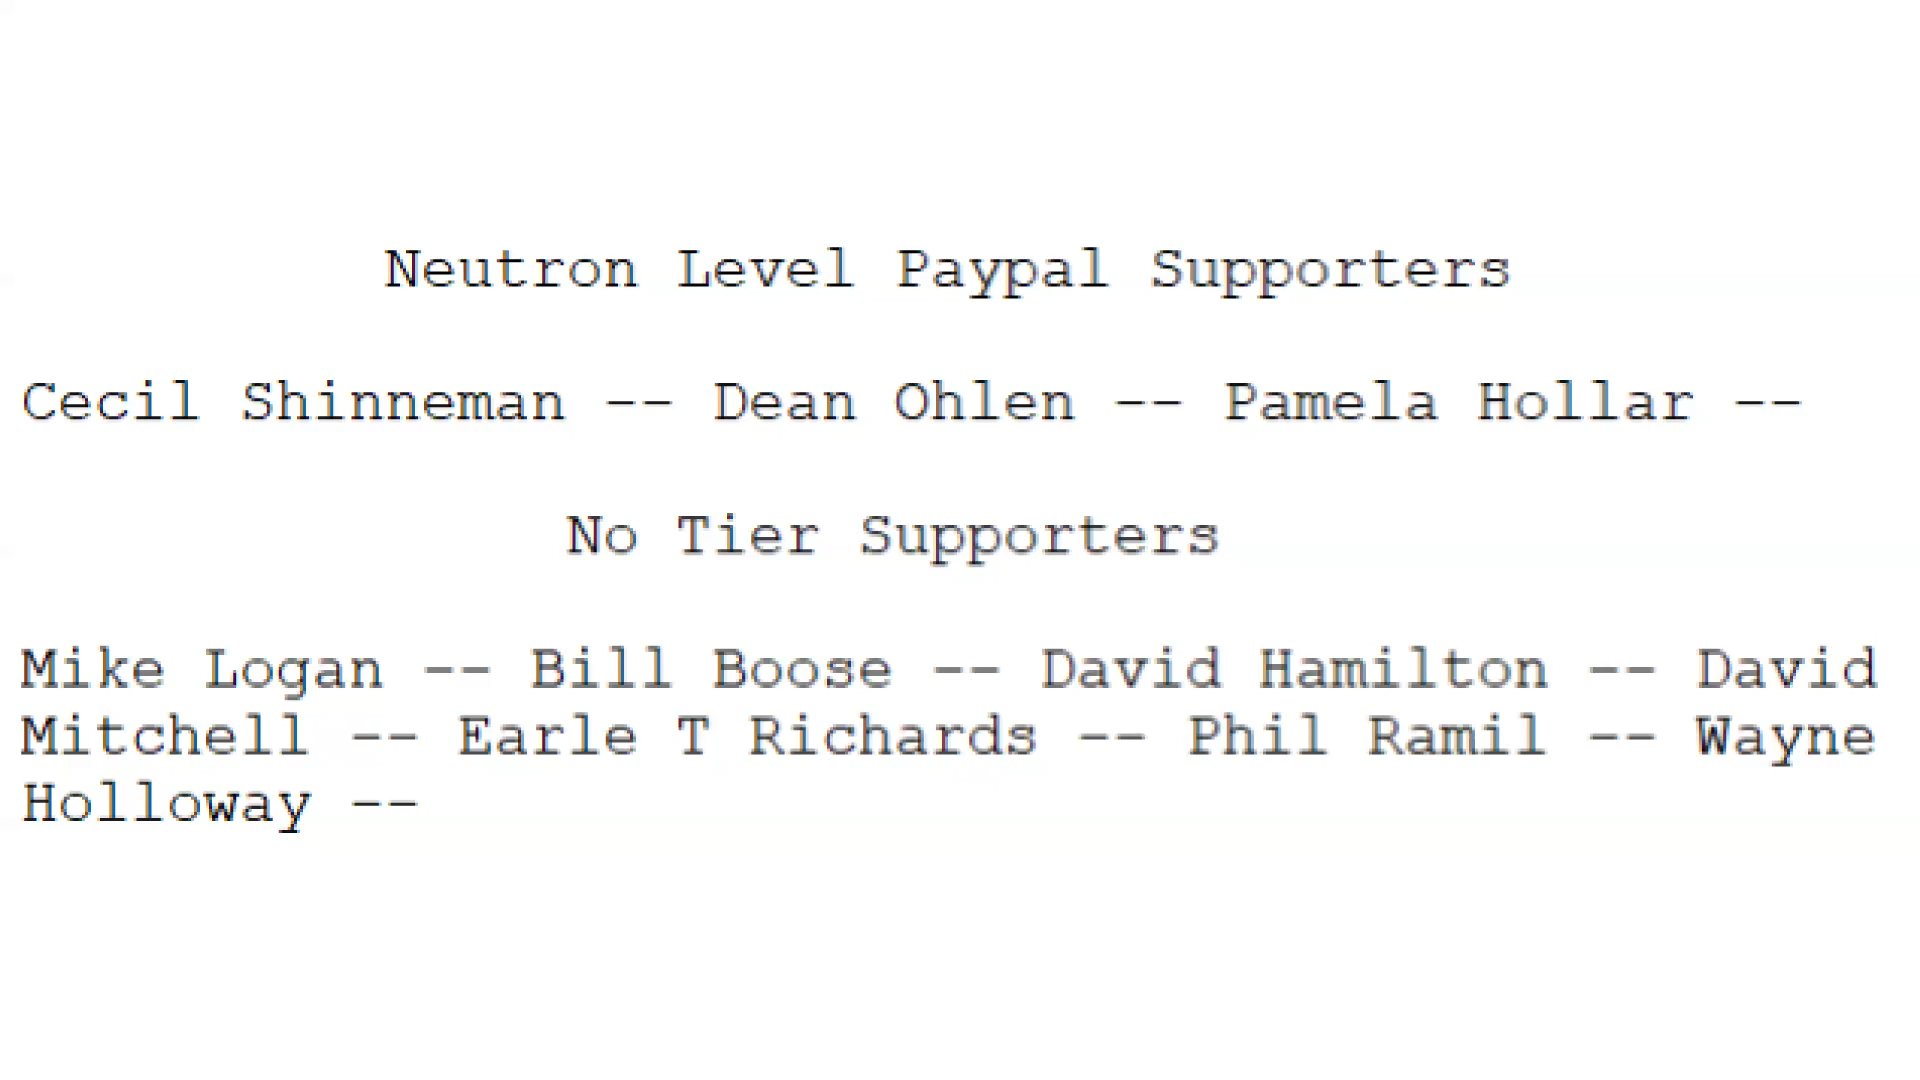 Neutron Level Paypal Supporters
Cecil Shinneman -- Dean Ohlen -- Pamela Hollar --
No Tier Supporters
Mike Logan -- Bill Boose -- David Hamilton -- David
Mitchell -- Earle T Richards -- Phil Ramil -- Wayne
Holloway --